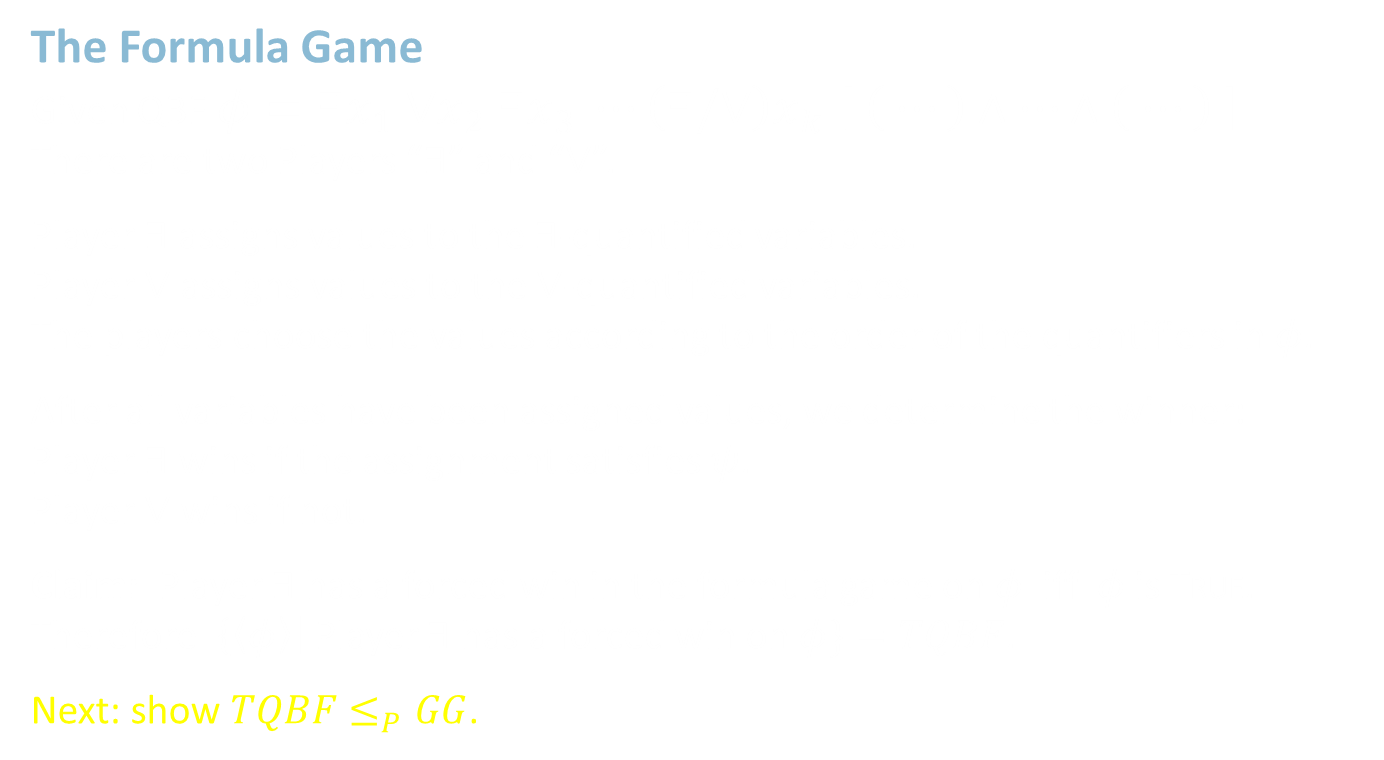 The Formula Game
Next: show 𝑇𝑄𝐵𝐹 ≤𝑃 𝐺𝐺.